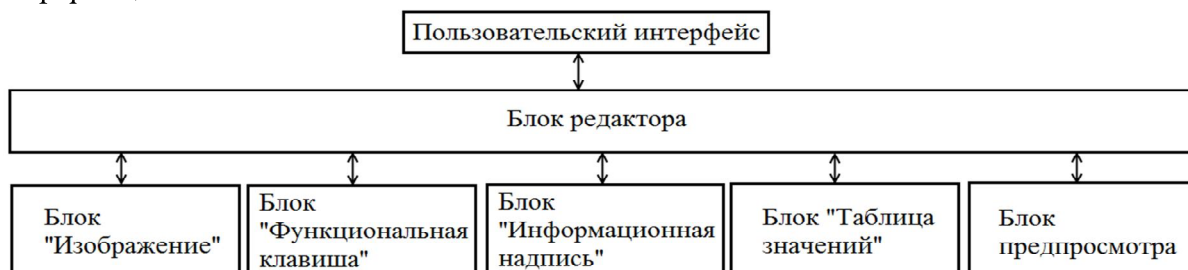 Пользовательский интерфейс
Блок редактора
Блок
"Изображение"
Блок
"Функциональная
клавиша"
Блок
"Информационная
надпись"
Блок "Таблица
значений"
Блок
предпросмотра